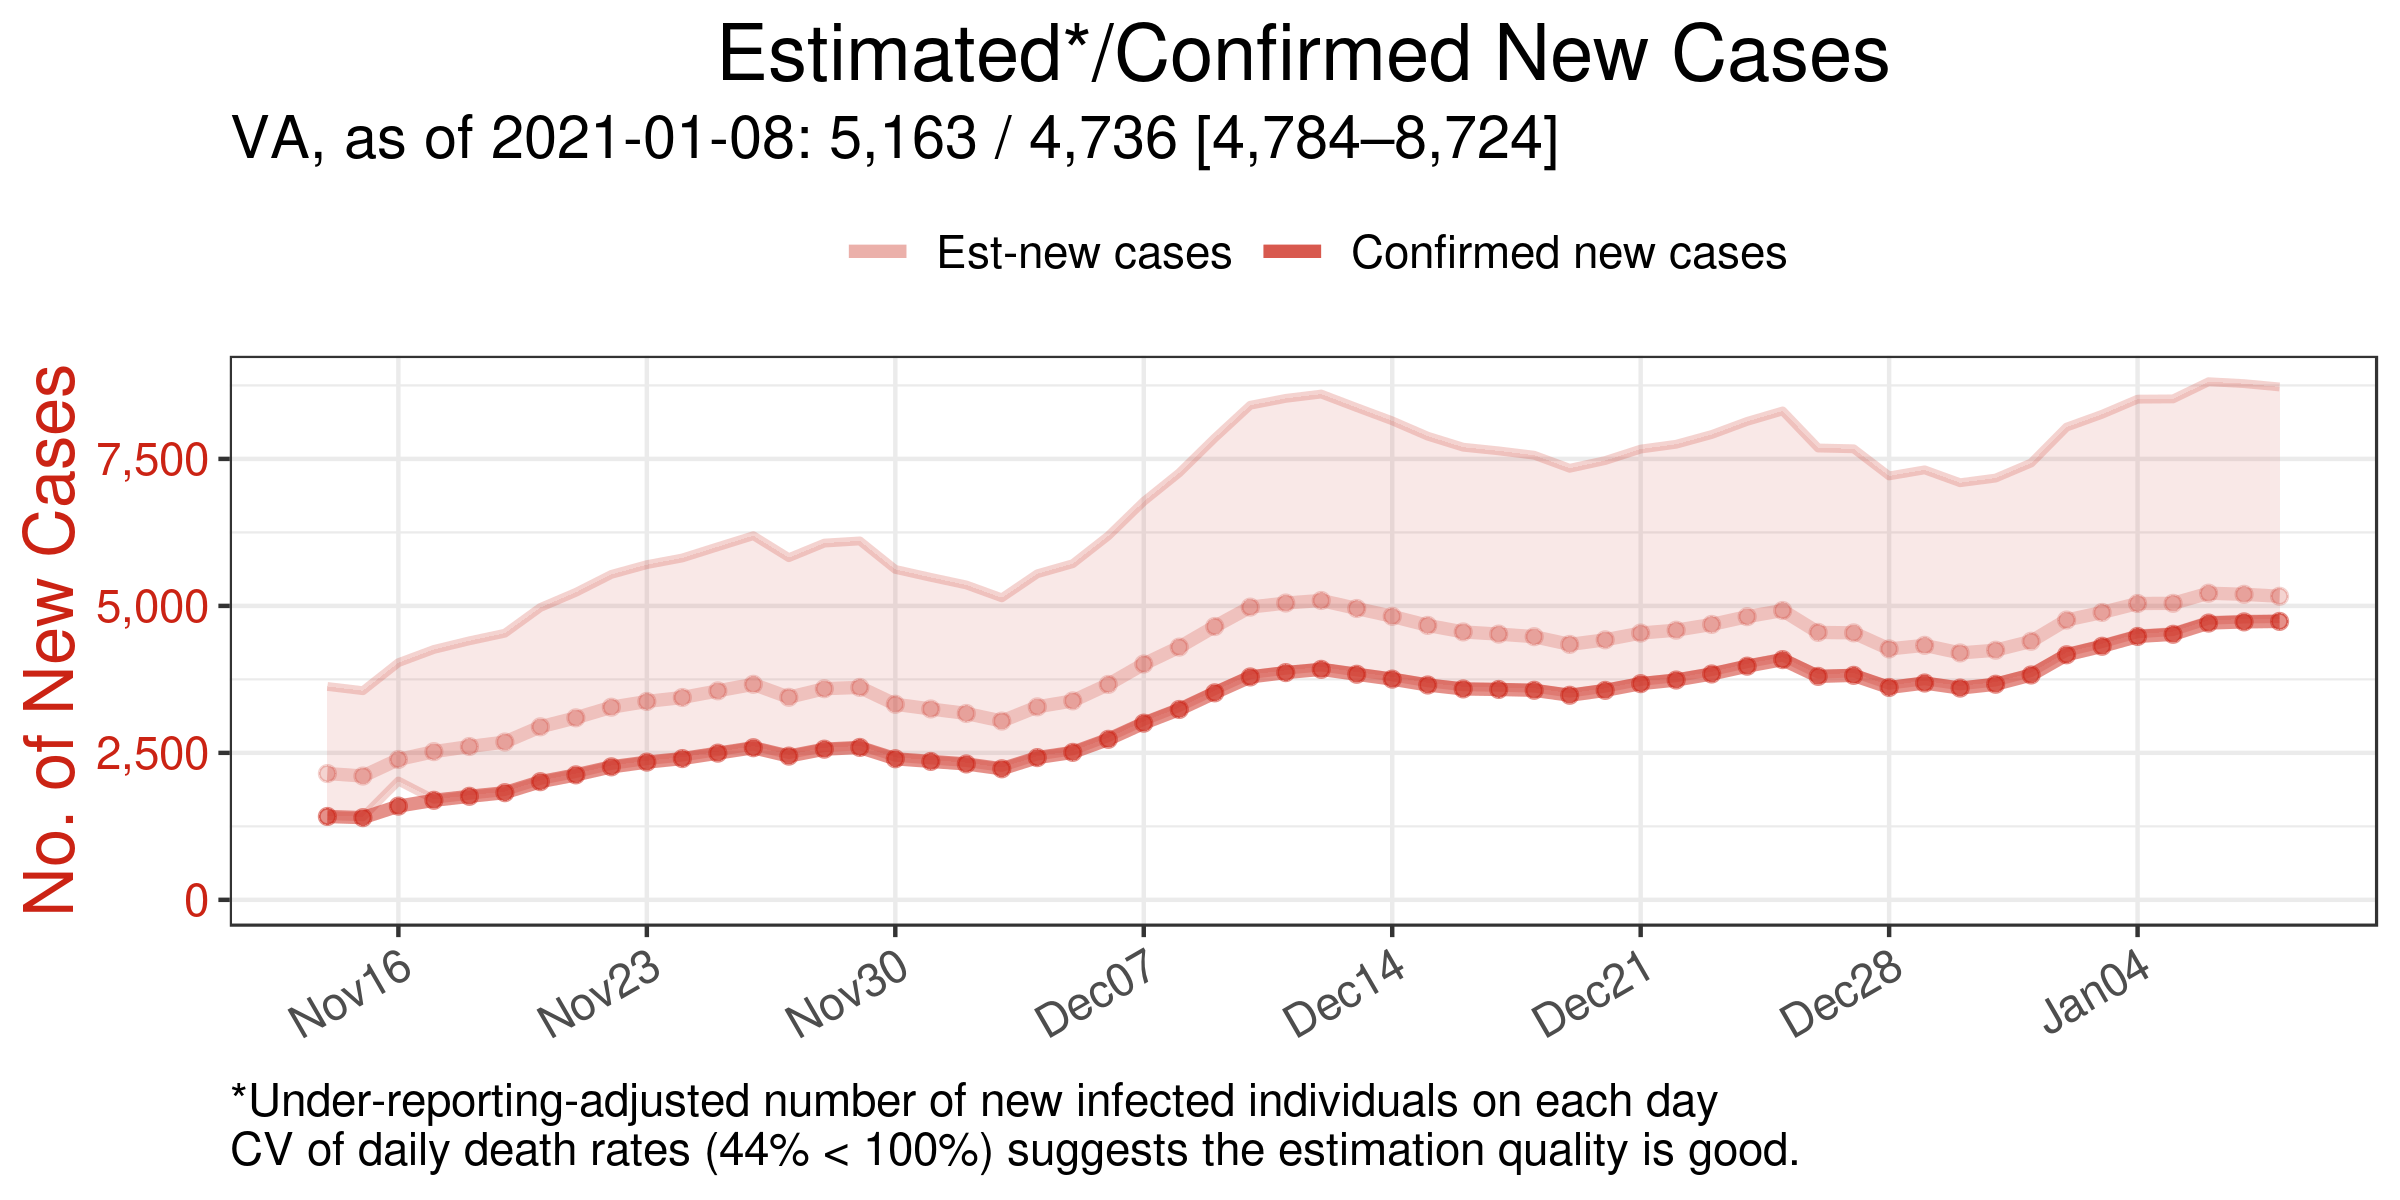 Estimated*/Confirmed New Cases
VA, as of 2021-01-08: 5,163 / 4,736 [4,784–8,724]
Est-new cases Confirmed new cases
No. of New Cases
7,500
5,000
2,500
0
Nov16 Nov23 Nov30 Dec07 Dec14 Dec21 Dec28 Jan04
*Under-reporting-adjusted number of new infected individuals on each day
CV of daily death rates (44% < 100%) suggests the estimation quality is good.